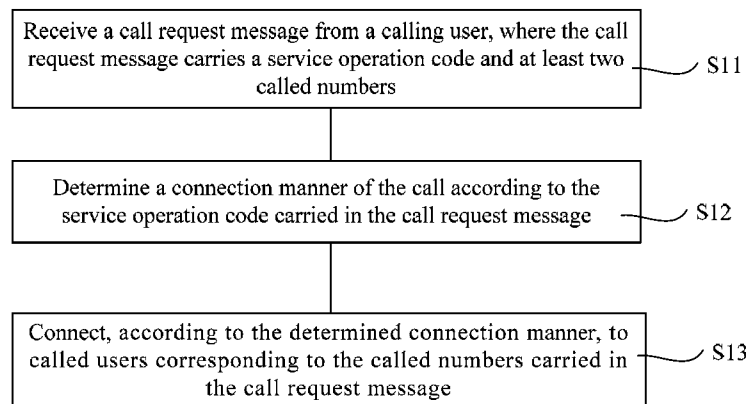 Receive a call request message from a calling user, where the call
request message carries a service operation code and at least two
called numbers
S11
Determine a connection manner of the call according to the
service operation code carried in the call request message
S12
Connect, according to the determined connection manner, to
called users corresponding to the called numbers carried in
the call request message
S13